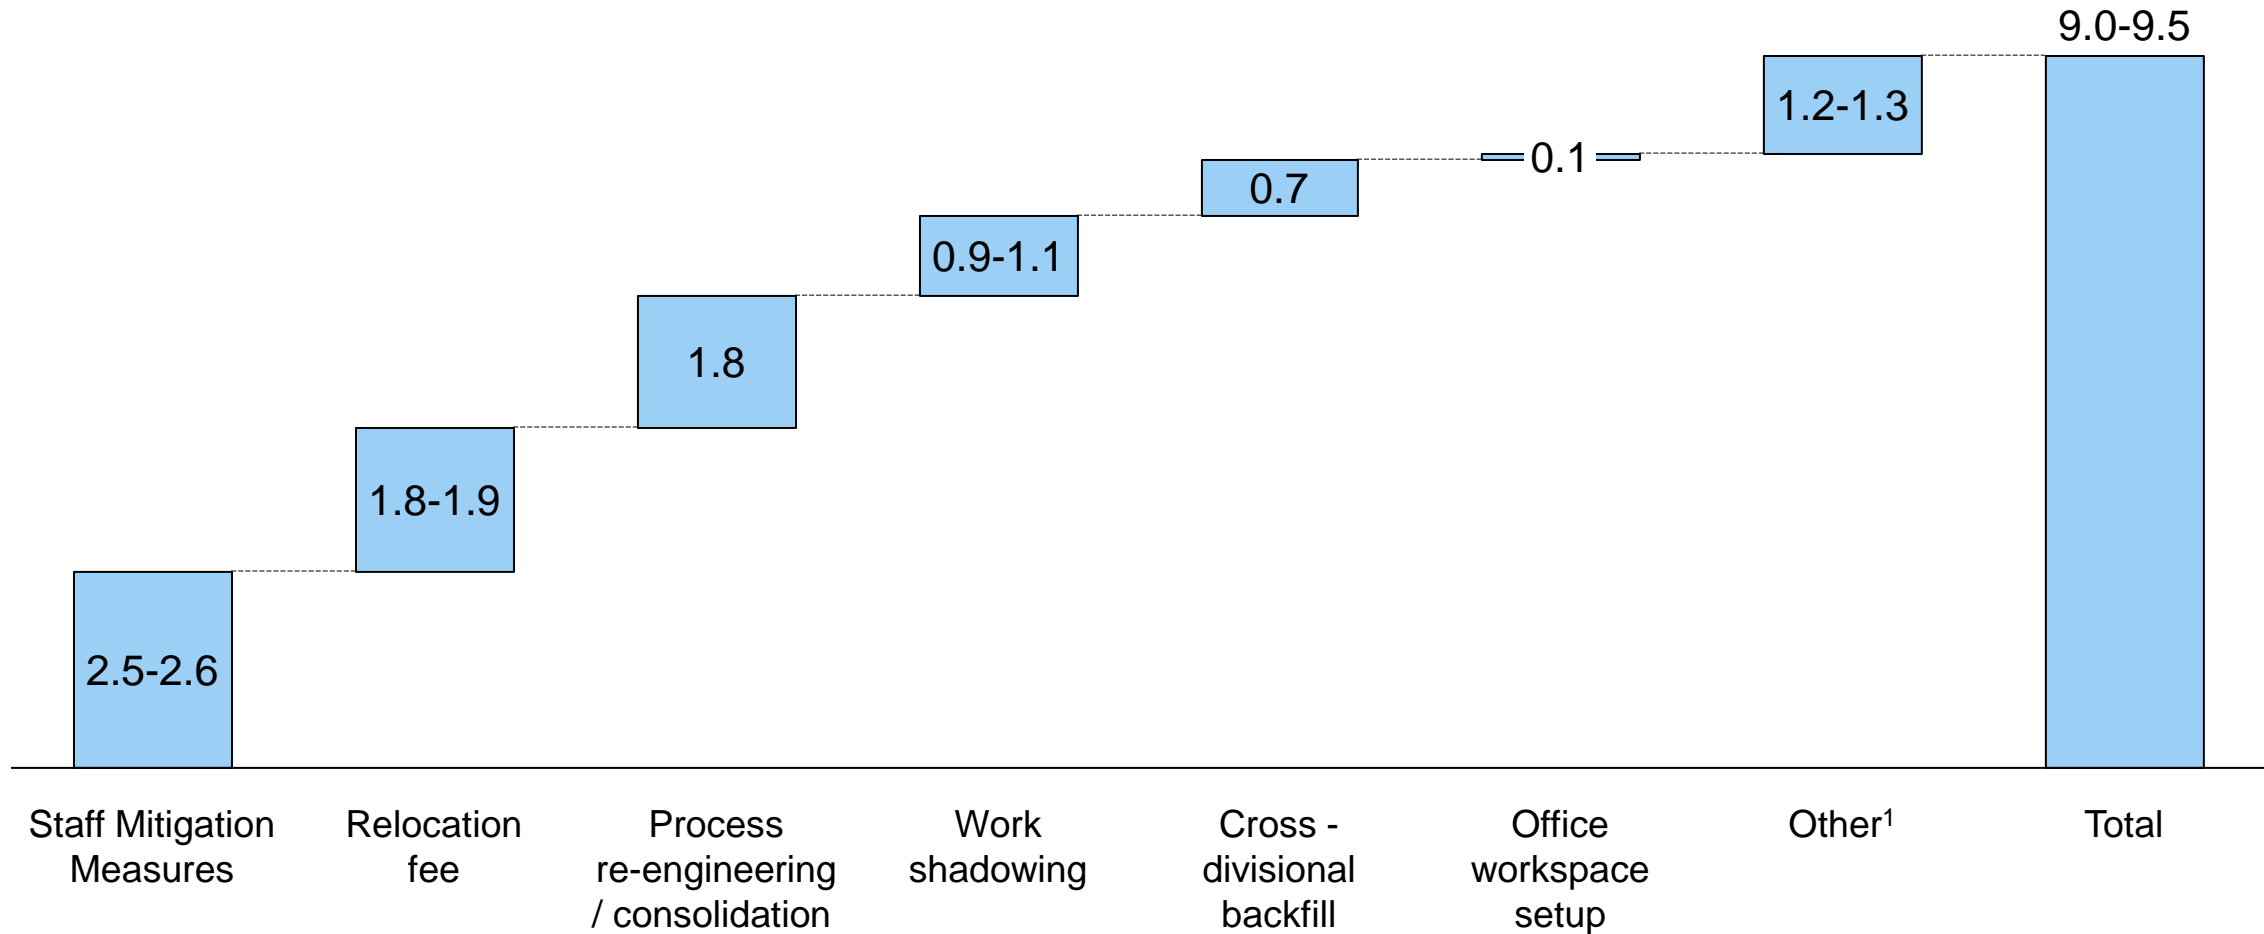 9.0-9.5
1.2-1.3
0.1
0.7
0.9-1.1
1.8
1.8-1.9
2.5-2.6
Staff Mitigation
Measures
Relocation
fee
Process
re-engineering
/ consolidation
Work
shadowing
Cross -
divisional
backfill
Office
workspace
setup
Other¹
Total